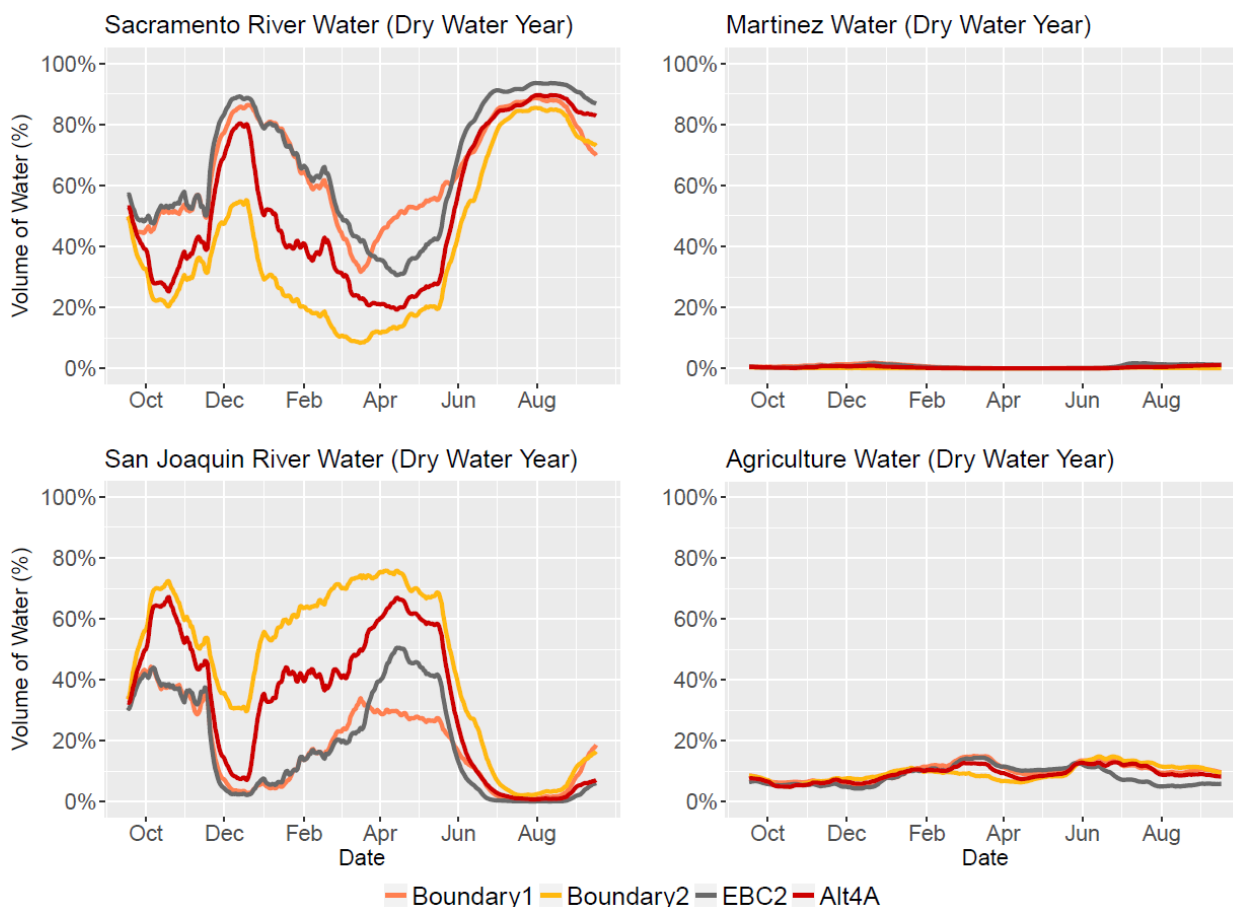 Sacramento River Water (Dry Water Year)
Volume of Water (%)
100%
80%
60%
40%
20%
0%
Oct Dec Feb Apr Jun Aug
Martinez Water (Dry Water Year)
100%
80%
60%
40%
20%
0%
Oct Dec Feb Apr Jun Aug
San Joaquin River Water (Dry Water Year)
Volume of Water (%)
100%
80%
60%
40%
20%
0%
Oct Dec Feb Apr Jun Aug
Date
Agriculture Water (Dry Water Year)
100%
80%
60%
40%
20%
0%
Oct Dec Feb Apr Jun Aug
Date
Boundary1 Boundary2 EBC2 Alt4A